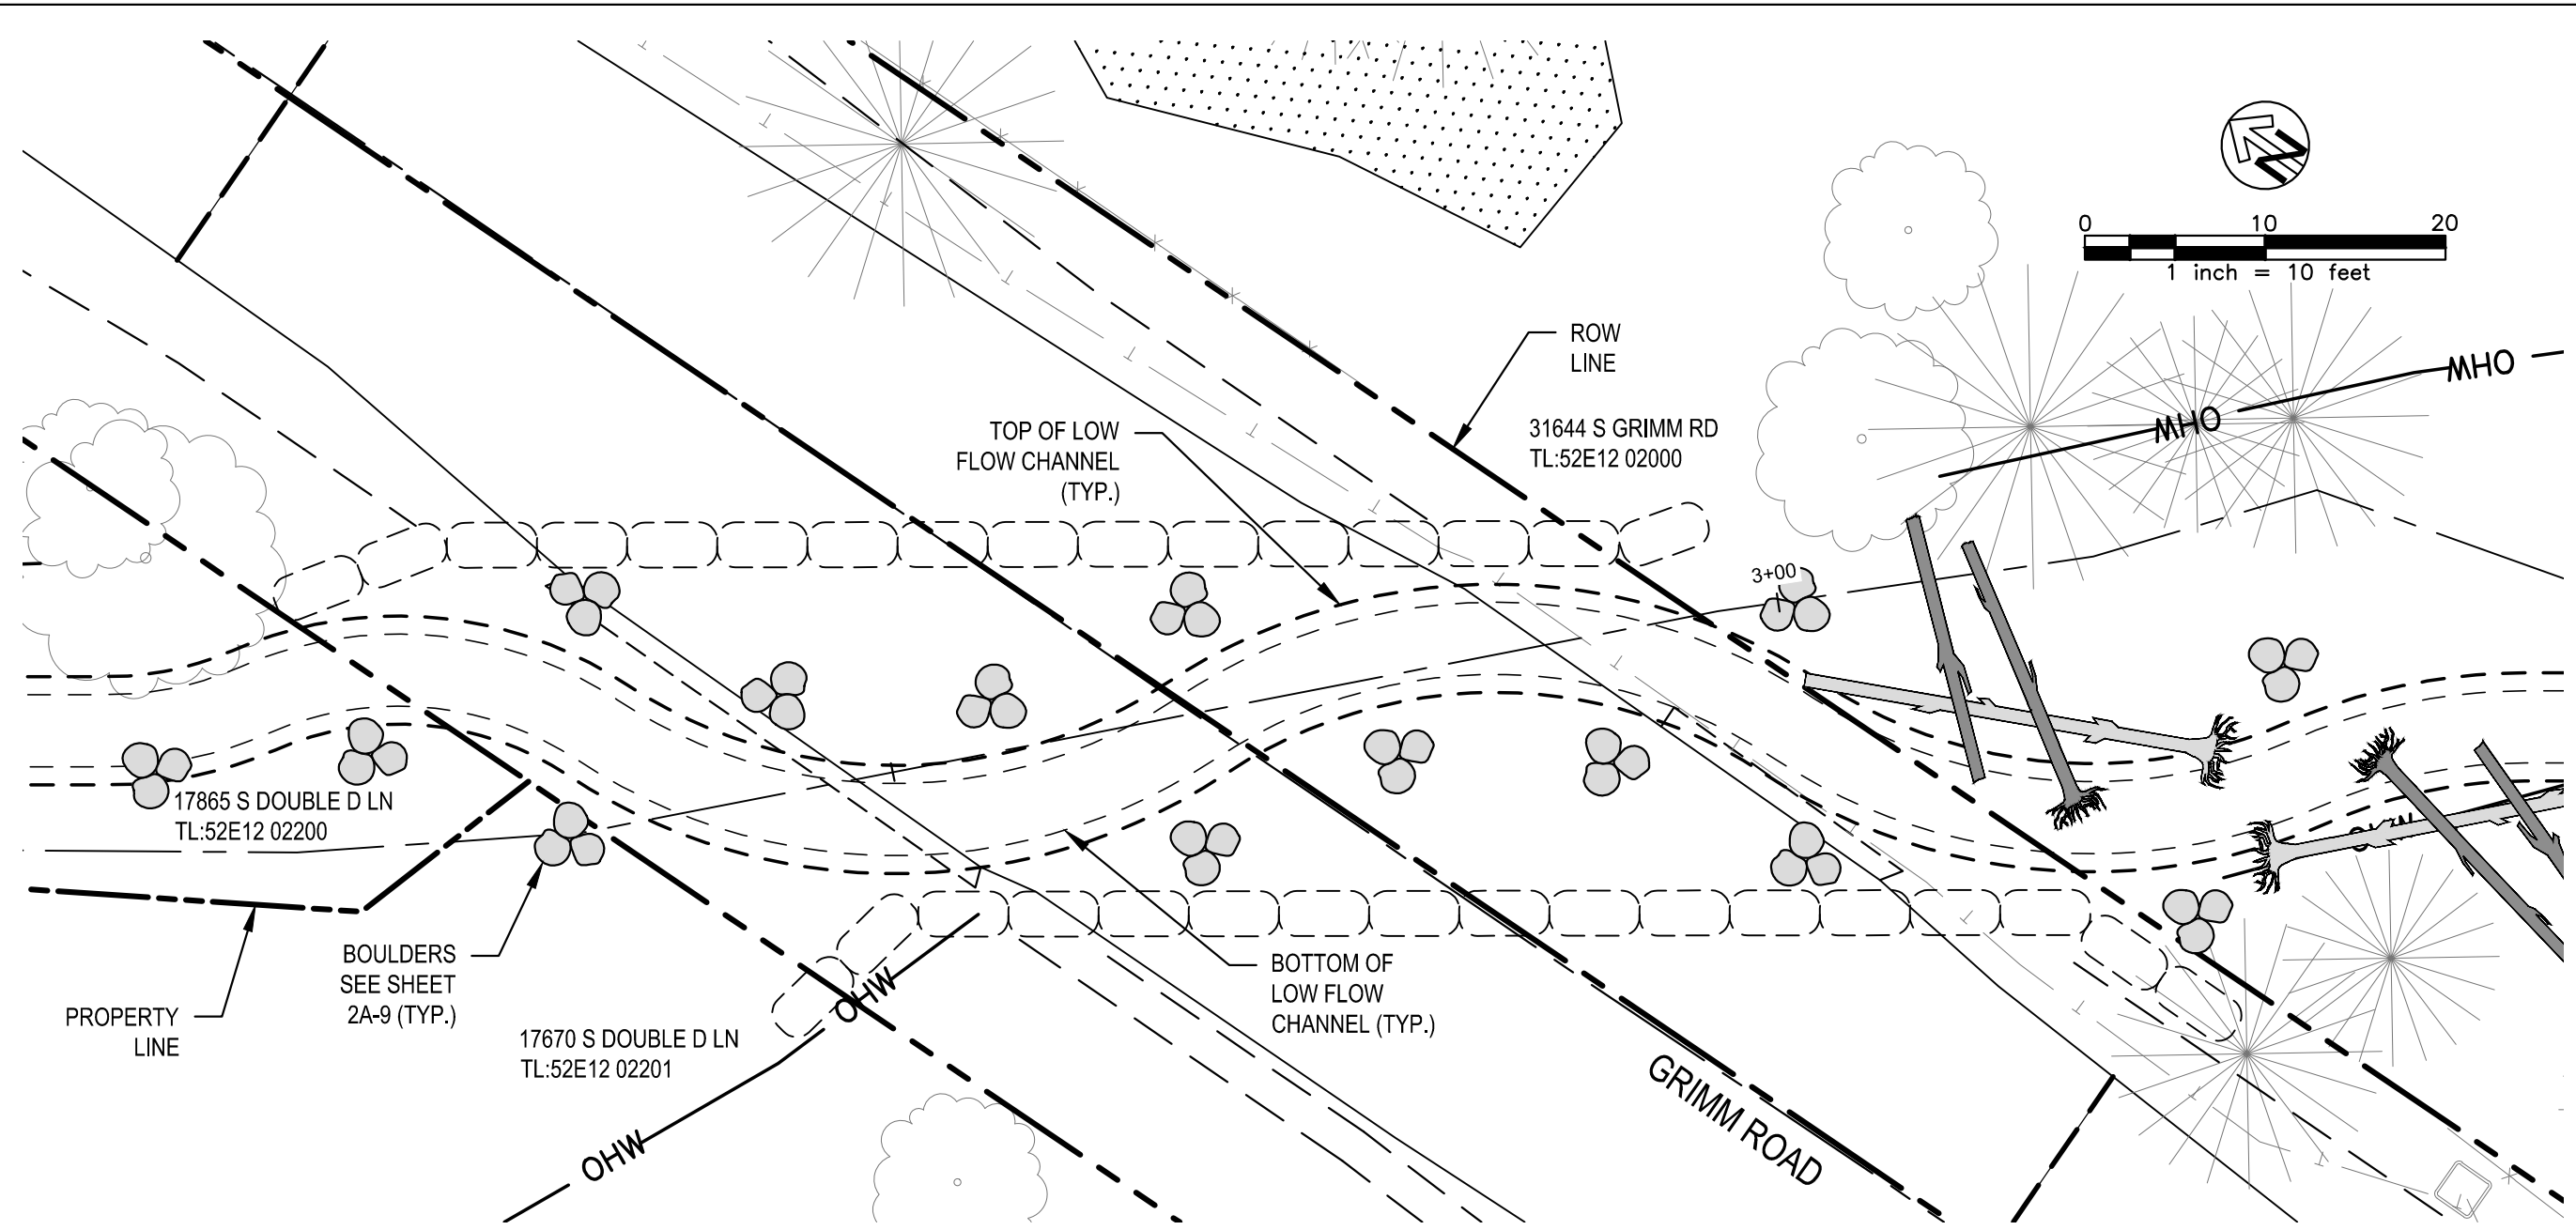 N
0 10 20
1 inch = 10 feet
ROW
LINE
OHW
OHW
TOP OF LOW
FLOW CHANNEL
(TYP.)
31644 S GRIMM RD
TL:52E12 02000
3+00
17865 S DOUBLE D LN
TL:52E12 02200
BOULDERS
SEE SHEET
2A-9 (TYP.)
PROPERTY
LINE
17670 S DOUBLE D LN
TL:52E12 02201
OHW
OHW
BOTTOM OF
LOW FLOW
CHANNEL (TYP.)
GRIMM ROAD